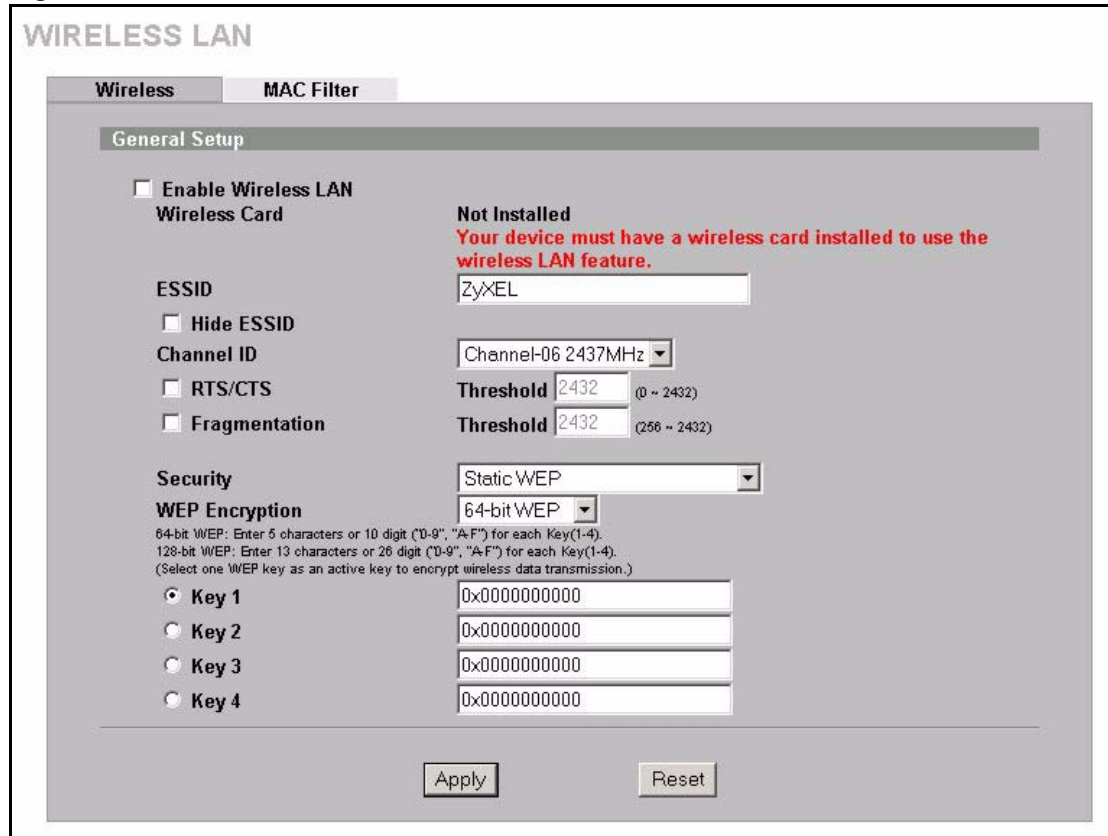 WIRELESS LAN
Wireless MAC Filter
General Setup
Enable Wireless LAN
Wireless Card Not Installed
Your device must have a wireless card installed to use the
wireless LAN feature.
ESSID ZyXEL
Hide ESSID
Channel ID Channel-06 2437MHz
RTS/CTS Threshold 2432 (0 ~ 2432)
Fragmentation Threshold 2432 (256 ~ 2432)
Security Static WEP
WEP Encryption 64-bit WEP
64-bit WEP: Enter 5 characters or 10 digit ("0-9", "A-F") for each Key(1-4).
128-bit WEP: Enter 13 characters or 26 digit ("0-9", "A-F") for each Key(1-4).
(Select one WEP key as an active key to encrypt wireless data transmission.)
Key 1 0x0000000000
Key 2 0x0000000000
Key 3 0x0000000000
Key 4 0x0000000000
Apply Reset